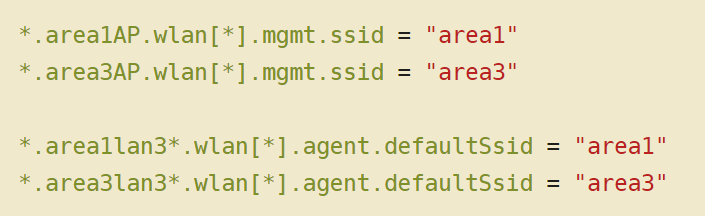 *.area1AP.wlan[*].mgmt.ssid = "area1"
*.area3AP.wlan[*].mgmt.ssid = "area3"
*.area1lan3*.wlan[*].agent.defaultSsid = "area1"
*.area3lan3*.wlan[*].agent.defaultSsid = "area3"